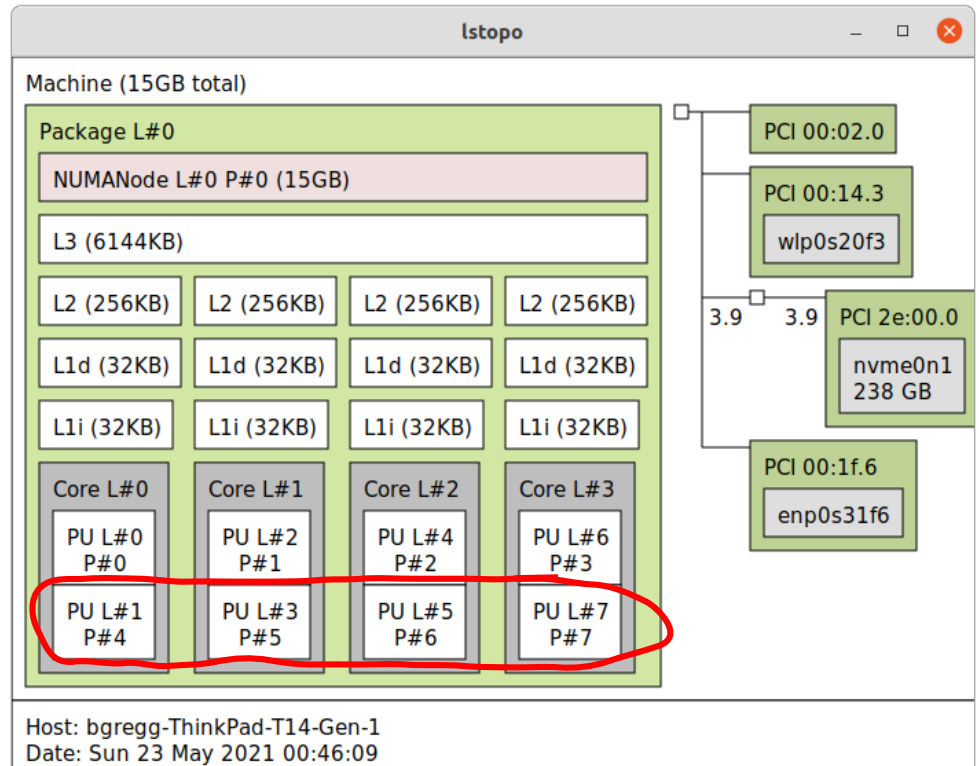 lstopo
Machine (15GB total)
Package L#0
NUMANode L#0 P#0 (15GB)
L3 (6144KB)
L2 (256KB) L2 (256KB) L2 (256KB) L2 (256KB)
L1d (32KB) L1d (32KB) L1d (32KB) L1d (32KB)
L1i (32KB) L1i (32KB) L1i (32KB) L1i (32KB)
Core L#0 Core L#1 Core L#2 Core L#3
PU L#0 PU L#2 PU L#4 PU L#6
P#0 P#1 P#2 P#3
PU L#1 PU L#3 PU L#5 PU L#7
P#4 P#5 P#6 P#7
PCI 00:02.0
PCI 00:14.3
wlp0s20f3
3.9 3.9 PCI 2e:00.0
nvme0n1
238 GB
PCI 00:1f.6
enp0s31f6
Host: bgregg-ThinkPad-T14-Gen-1
Date: Sun 23 May 2021 00:46:09